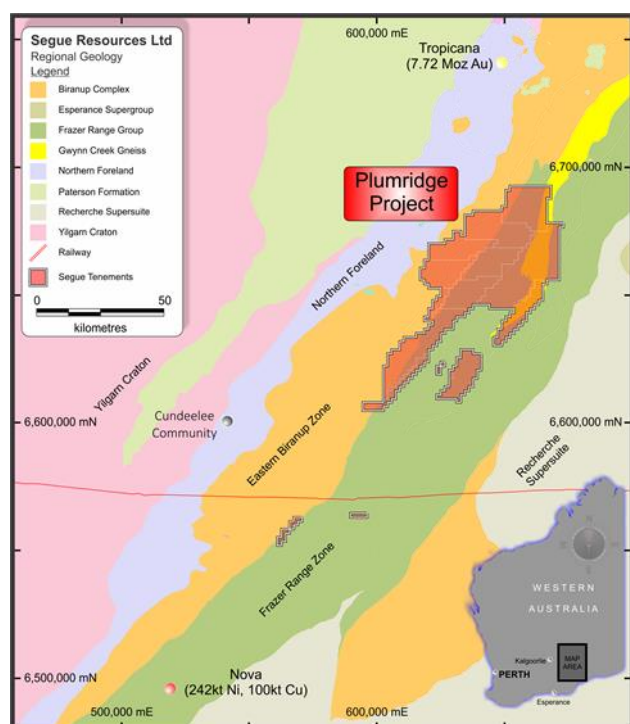 Segue Resources Ltd
Regional Geology
Legend
Biranup Complex
Esperance Supergroup
Frazer Range Group
Gwynn Creek Gneiss
Northern Foreland
Paterson Formation
Recherche Supersuite
Yilgarn Craton
Railway
Segue Tenements
0 50
kilometres
600,000 mE
Tropicana
(7.72 Moz Au)
6,700,000 mN
Plumridge
Project
Northern Foreland
Yilgarn Craton
Cundeelee
Community
6,600,000 mN
6,600,000 mN
Eastern Biranup Zone
Recherche
Supersuite
Frazer Range Zone
N
WESTERN
AUSTRALIA
Kalgoorlie
MAP
AREA
PERTH
Esperance
6,500,000 mN
Nova
(242kt Ni, 100kt Cu)
500,000 mE
600,000 mE